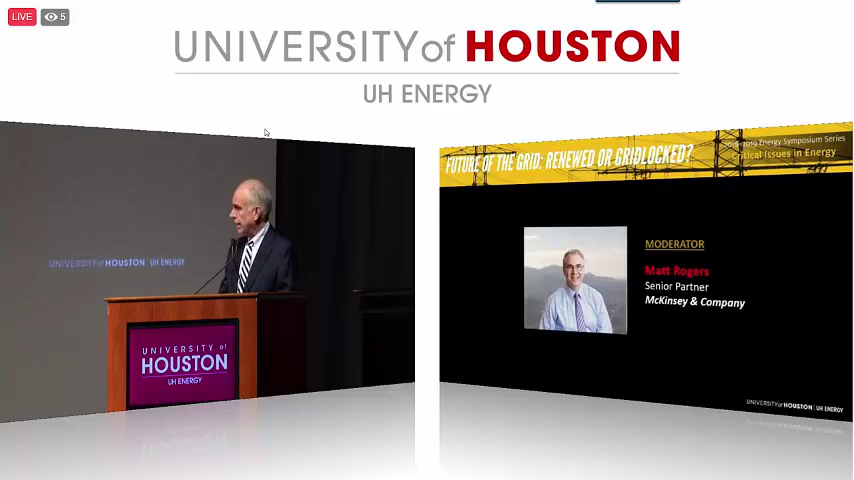 LIVE 5
UNIVERSITY of HOUSTON
UH ENERGY
UNIVERSITY of HOUSTON UH ENERGY
UNIVERSITY of
HOUSTON
UH ENERGY
FUTURE OF THE GRID: RENEWED OR GRIDLOCKED?
2018-2019 Energy Symposium Series
Critical Issues in Energy
MODERATOR
Matt Rogers
Senior Partner
McKinsey & Company
UNIVERSITY of HOUSTON | UH ENERGY